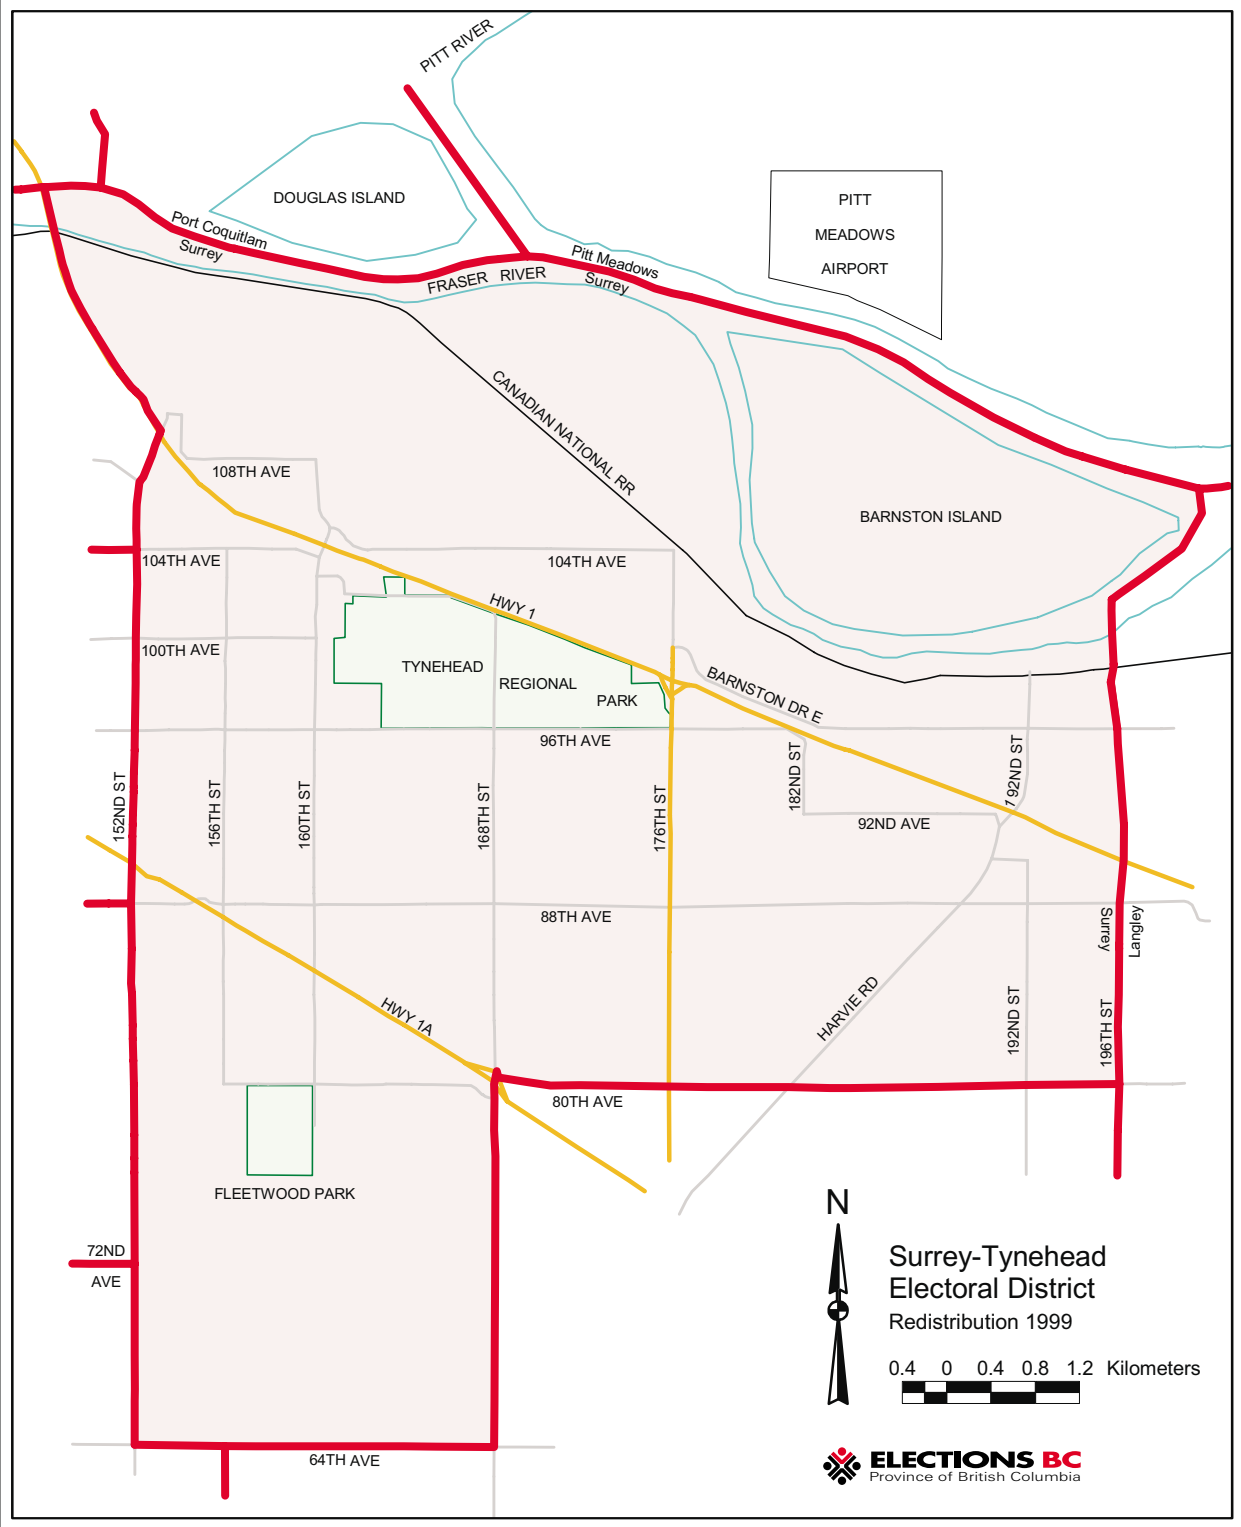 PITT RIVER
DOUGLAS ISLAND
PITT
MEADOWS
AIRPORT
Port Coquitlam
Surrey
Pitt Meadows
Surrey
FRASER RIVER
CANADIAN NATIONAL RR
108TH AVE
BARNSTON ISLAND
104TH AVE
104TH AVE
HWY 1
100TH AVE
TYNEHEAD
REGIONAL
PARK
BARNSTON DR E
96TH AVE
152ND ST
156TH ST
160TH ST
168TH ST
176TH ST
182ND ST
192ND ST
92ND AVE
88TH AVE
Surrey
Langley
HWY 1A
HARVIE RD
192ND ST
196TH ST
80TH AVE
FLEETWOOD PARK
72ND
AVE
64TH AVE
N
Surrey-Tynehead
Electoral District
Redistribution 1999
0.4 0 0.4 0.8 1.2 Kilometers
ELECTIONS BC
Province of British Columbia